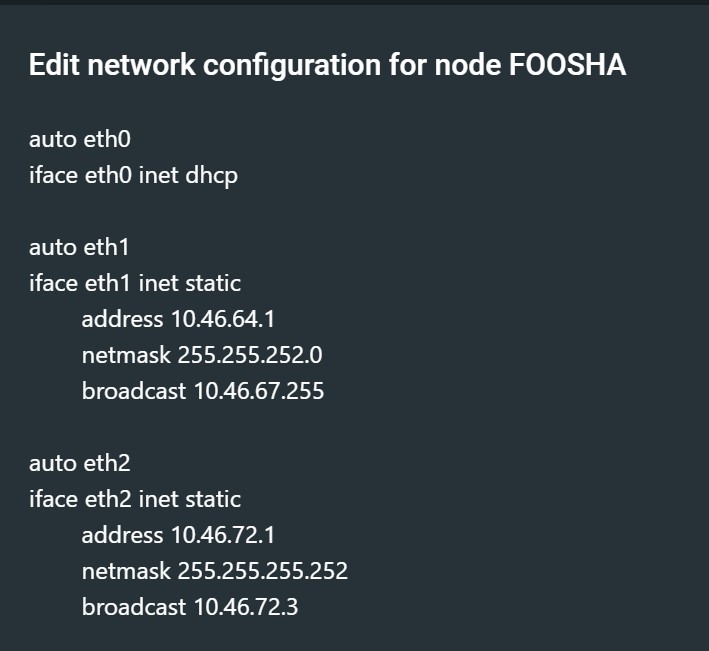 Edit network configuration for node FOOSHA
auto eth0
iface eth0 inet dhcp
auto eth1
iface eth1 inet static
address 10.46.64.1
netmask 255.255.252.0
broadcast 10.46.67.255
auto eth2
iface eth2 inet static
address 10.46.72.1
netmask 255.255.255.252
broadcast 10.46.72.3